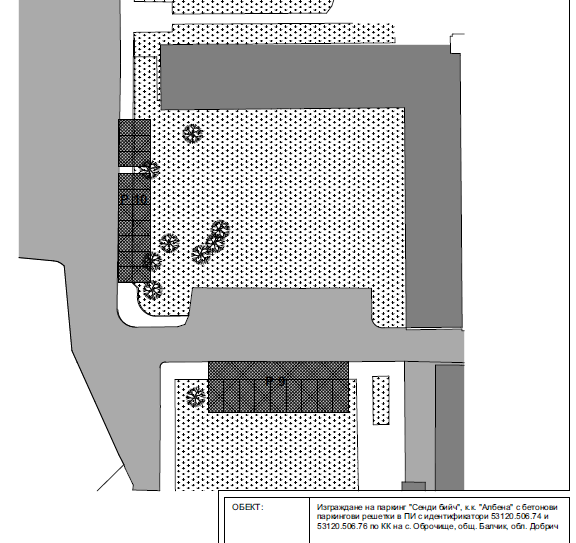 P 10
P 9
ОБЕКТ:
Изграждане на паркинг "Сенди бийч", к.к. "Албена" с бетонови
паркингови решетки в ПИ с идентификатори 53120.506.74 и
53120.506.76 по КК на с. Оброчище, общ. Балчик, обл. Добрич